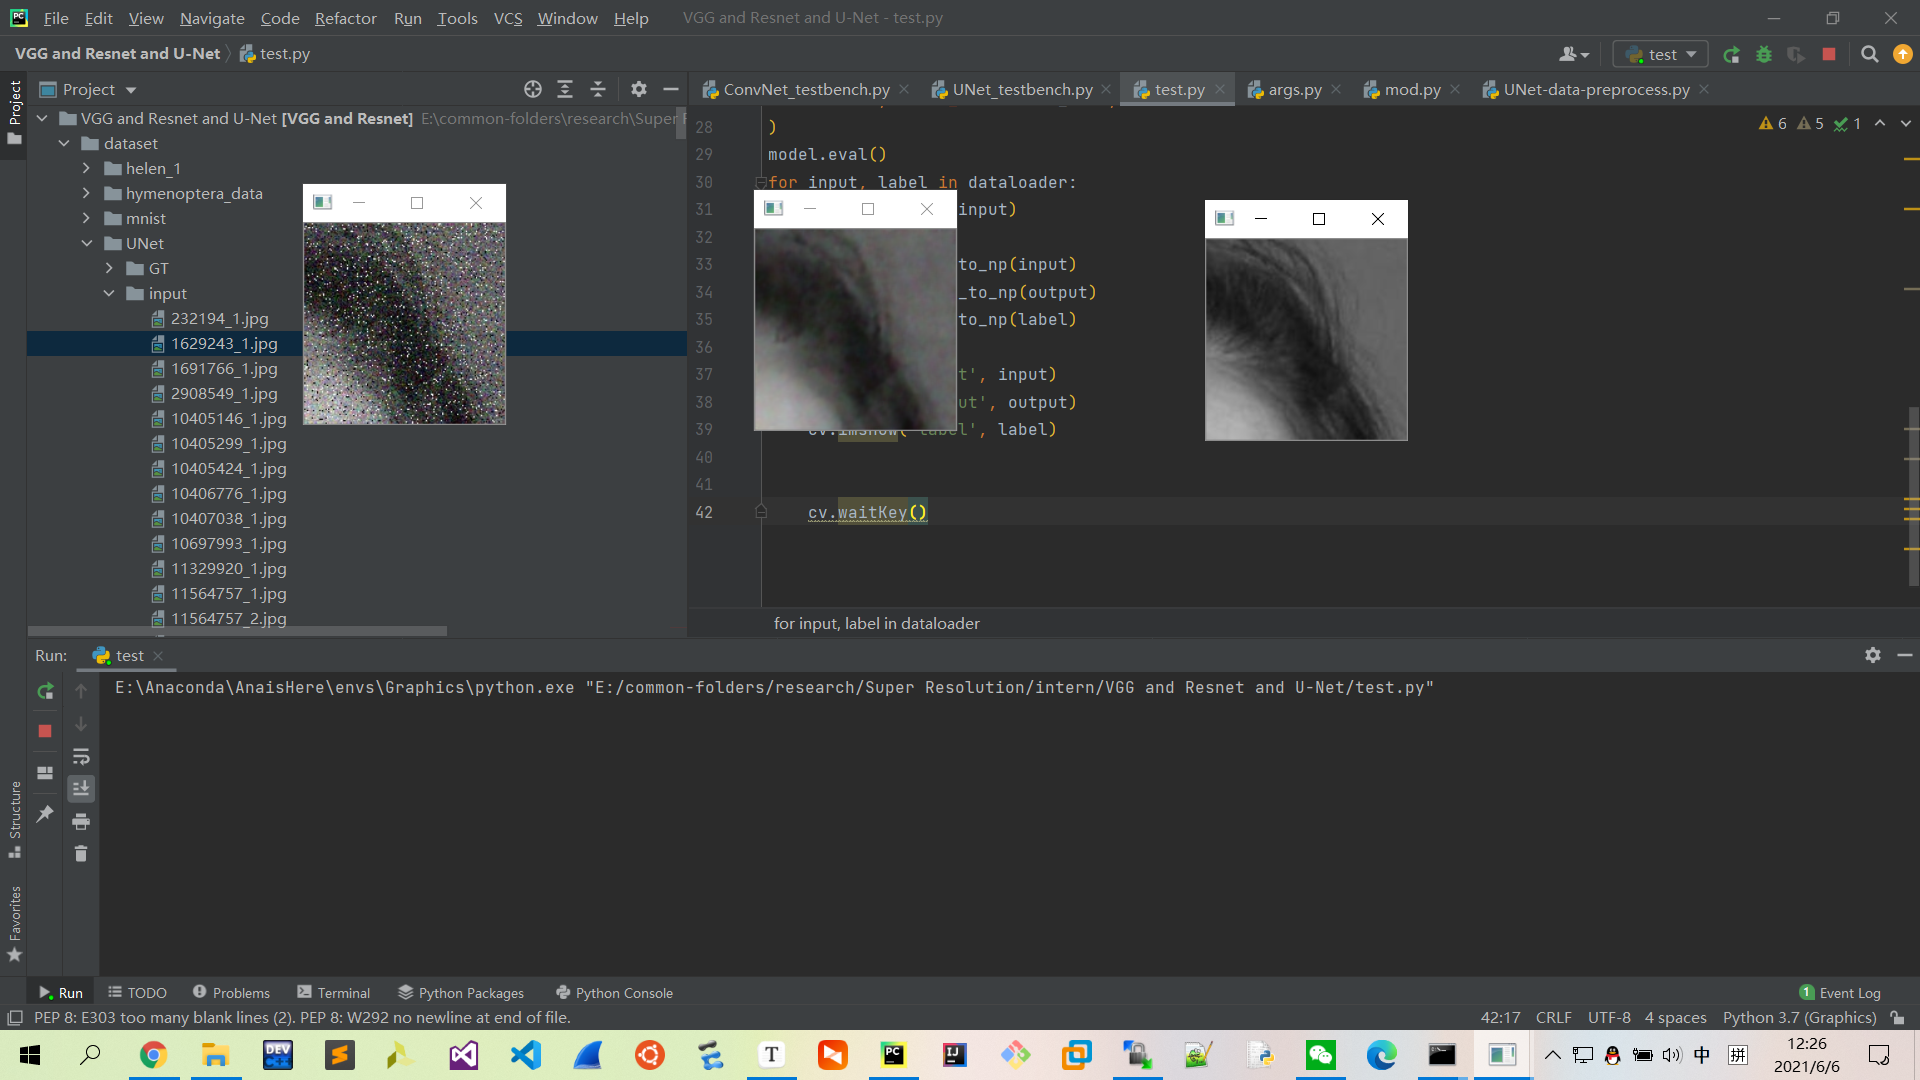 File Edit View Navigate Code Refactor Run Tools VCS Window Help VGG and Resnet and U-Net - test.py
VGG and Resnet and U-Net test.py test
Project
Project
ConvNet_testbench.py UNet_testbench.py test.py args.py mod.py UNet-data-preprocess.py
VGG and Resnet and U-Net [VGG and Resnet] E:\common-folders\research\Super
dataset
helen_1
hymenoptera_data
mnist
UNet
GT
input
232194_1.jpg
1629243_1.jpg
1691766_1.jpg
2908549_1.jpg
10405146_1.jpg
10405299_1.jpg
10405424_1.jpg
10406776_1.jpg
10407038_1.jpg
10697993_1.jpg
11329920_1.jpg
11564757_1.jpg
11564757_2.jpg
6 5 1
28 )
29 model.eval()
30 for input, label in dataloader:
31 input)
32
33 to_np(input)
34 _to_np(output)
35 to_np(label)
36
37 t', input)
38 ut', output)
39 cv.imshow('label', label)
40
41
42 cv.waitKey()
for input, label in dataloader
Run: test
E:\Anaconda\AnaisHere\envs\Graphics\python.exe "E:/common-folders/research/Super Resolution/intern/VGG and Resnet and U-Net/test.py"
Structure
Favorites
Run TODO Problems Terminal Python Packages Python Console 1 Event Log
PEP 8: E303 too many blank lines (2). PEP 8: W292 no newline at end of file. 42:17 CRLF UTF-8 4 spaces Python 3.7 (Graphics)
中 拼 12:26
2021/6/6